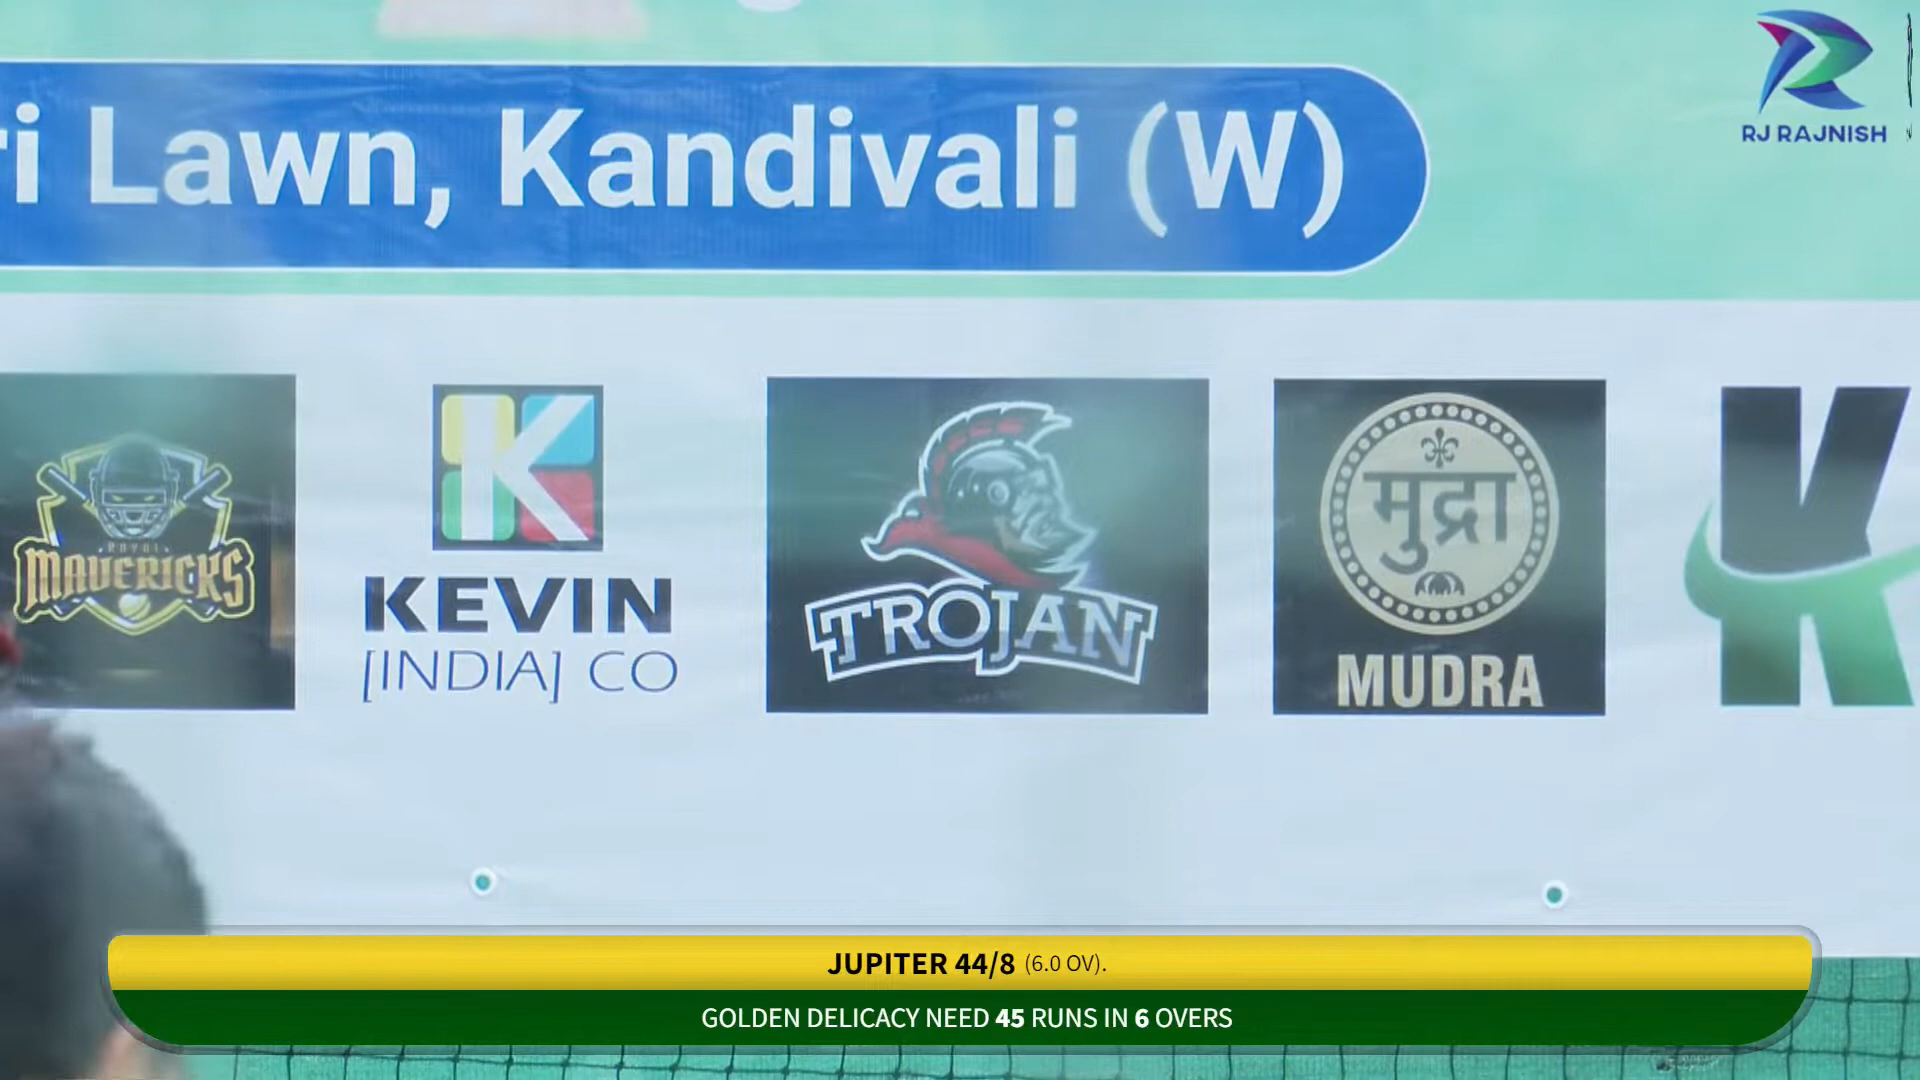 RJ RAJNISH
ri Lawn, Kandivali (W)
ROYAL
MAVERICKS
K
KEVIN
[INDIA] CO
TROJAN
मुद्रा
MUDRA
K
JUPITER 44/8 (6.0 OV).
GOLDEN DELICACY NEED 45 RUNS IN 6 OVERS